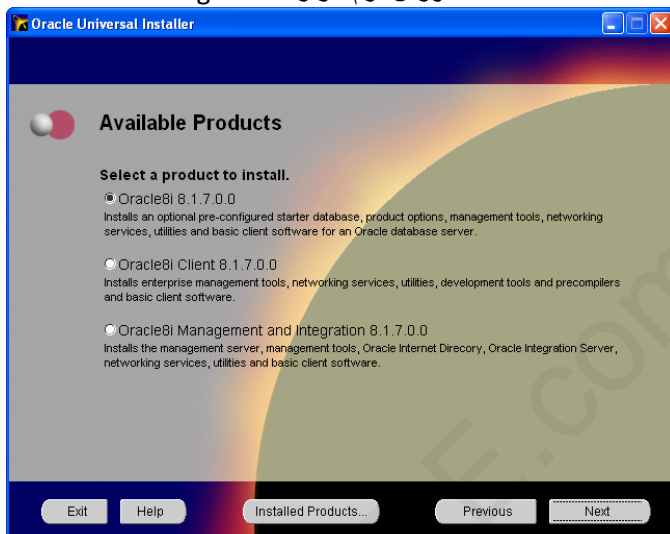 Oracle Universal Installer
Available Products
Select a product to install.
Oracle8i 8.1.7.0.0
Installs an optional pre-configured starter database, product options, management tools, networking
services, utilities and basic client software for an Oracle database server.
Oracle8i Client 8.1.7.0.0
Installs enterprise management tools, networking services, utilities, development tools and precompilers
and basic client software.
Oracle8i Management and Integration 8.1.7.0.0
Installs the management server, management tools, Oracle Internet Direcory, Oracle Integration Server,
networking services, utilities and basic client software.
Exit Help Installed Products... Previous Next